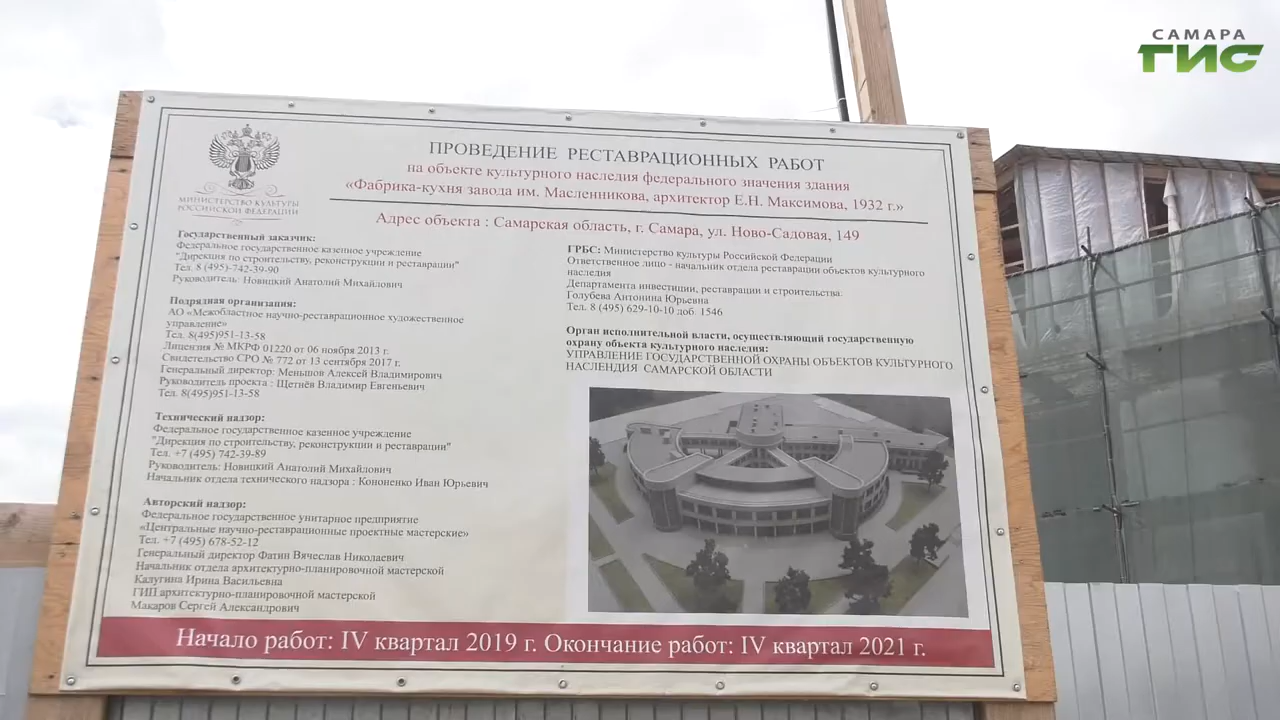 САМАРА
ГИС
ПРОВЕДЕНИЕ РЕСТАВРАЦИОННЫХ РАБОТ
на объекте культурного наследия федерального значения здания
«Фабрика-кухня завода им. Масленникова, архитектор Е.Н. Максимова, 1932 г.»
МИНИСТЕРСТВО КУЛЬТУРЫ
РОССИЙСКОЙ ФЕДЕРАЦИИ
Адрес объекта : Самарская область, г. Самара, ул. Ново-Садовая, 149
Государственный заказчик:
Федеральное государственное казенное учреждение
"Дирекция по строительству, реконструкции и реставрации"
Тел. 8 (495)-742-39-90
Руководитель: Новицкий Анатолий Михайлович
Подрядная организация:
АО «Межобластное научно-реставрационное художественное
управление»
Тел. 8(495)951-13-58
Лицензия № МКРФ 01220 от 06 ноября 2013 г.
Свидетельство СРО № 772 от 13 сентября 2017 г.
Генеральный директор: Меньшов Алексей Владимирович
Руководитель проекта : Щетнёв Владимир Евгеньевич
Тел. 8(495)951-13-58
Технический надзор:
Федеральное государственное казенное учреждение
"Дирекция по строительству, реконструкции и реставрации"
Тел. +7 (495) 742-39-89
Руководитель: Новицкий Анатолий Михайлович
Начальник отдела технического надзора : Кононенко Иван Юрьевич
Авторский надзор:
Федеральное государственное унитарное предприятие
«Центральные научно-реставрационные проектные мастерские»
Тел. +7 (495) 678-52-12
Генеральный директор Фатин Вячеслав Николаевич
Начальник отдела архитектурно-планировочной мастерской
Калугина Ирина Васильевна
ГИП архитектурно-планировочной мастерской
Макаров Сергей Александрович
ГРБС: Министерство культуры Российской Федерации
Ответственное лицо - начальник отдела реставрации объектов культурного
наследия
Департамента инвестиции, реставрации и строительства:
Голубева Антонина Юрьевна
Тел. 8 (495) 629-10-10 доб. 1546
Орган исполнительной власти, осуществляющий государственную
охрану объекта культурного наследия:
УПРАВЛЕНИЕ ГОСУДАРСТВЕННОЙ ОХРАНЫ ОБЪЕКТОВ КУЛЬТУРНОГО
НАСЛЕНДИЯ САМАРСКОЙ ОБЛАСТИ
Начало работ: IV квартал 2019 г. Окончание работ: IV квартал 2021 г.